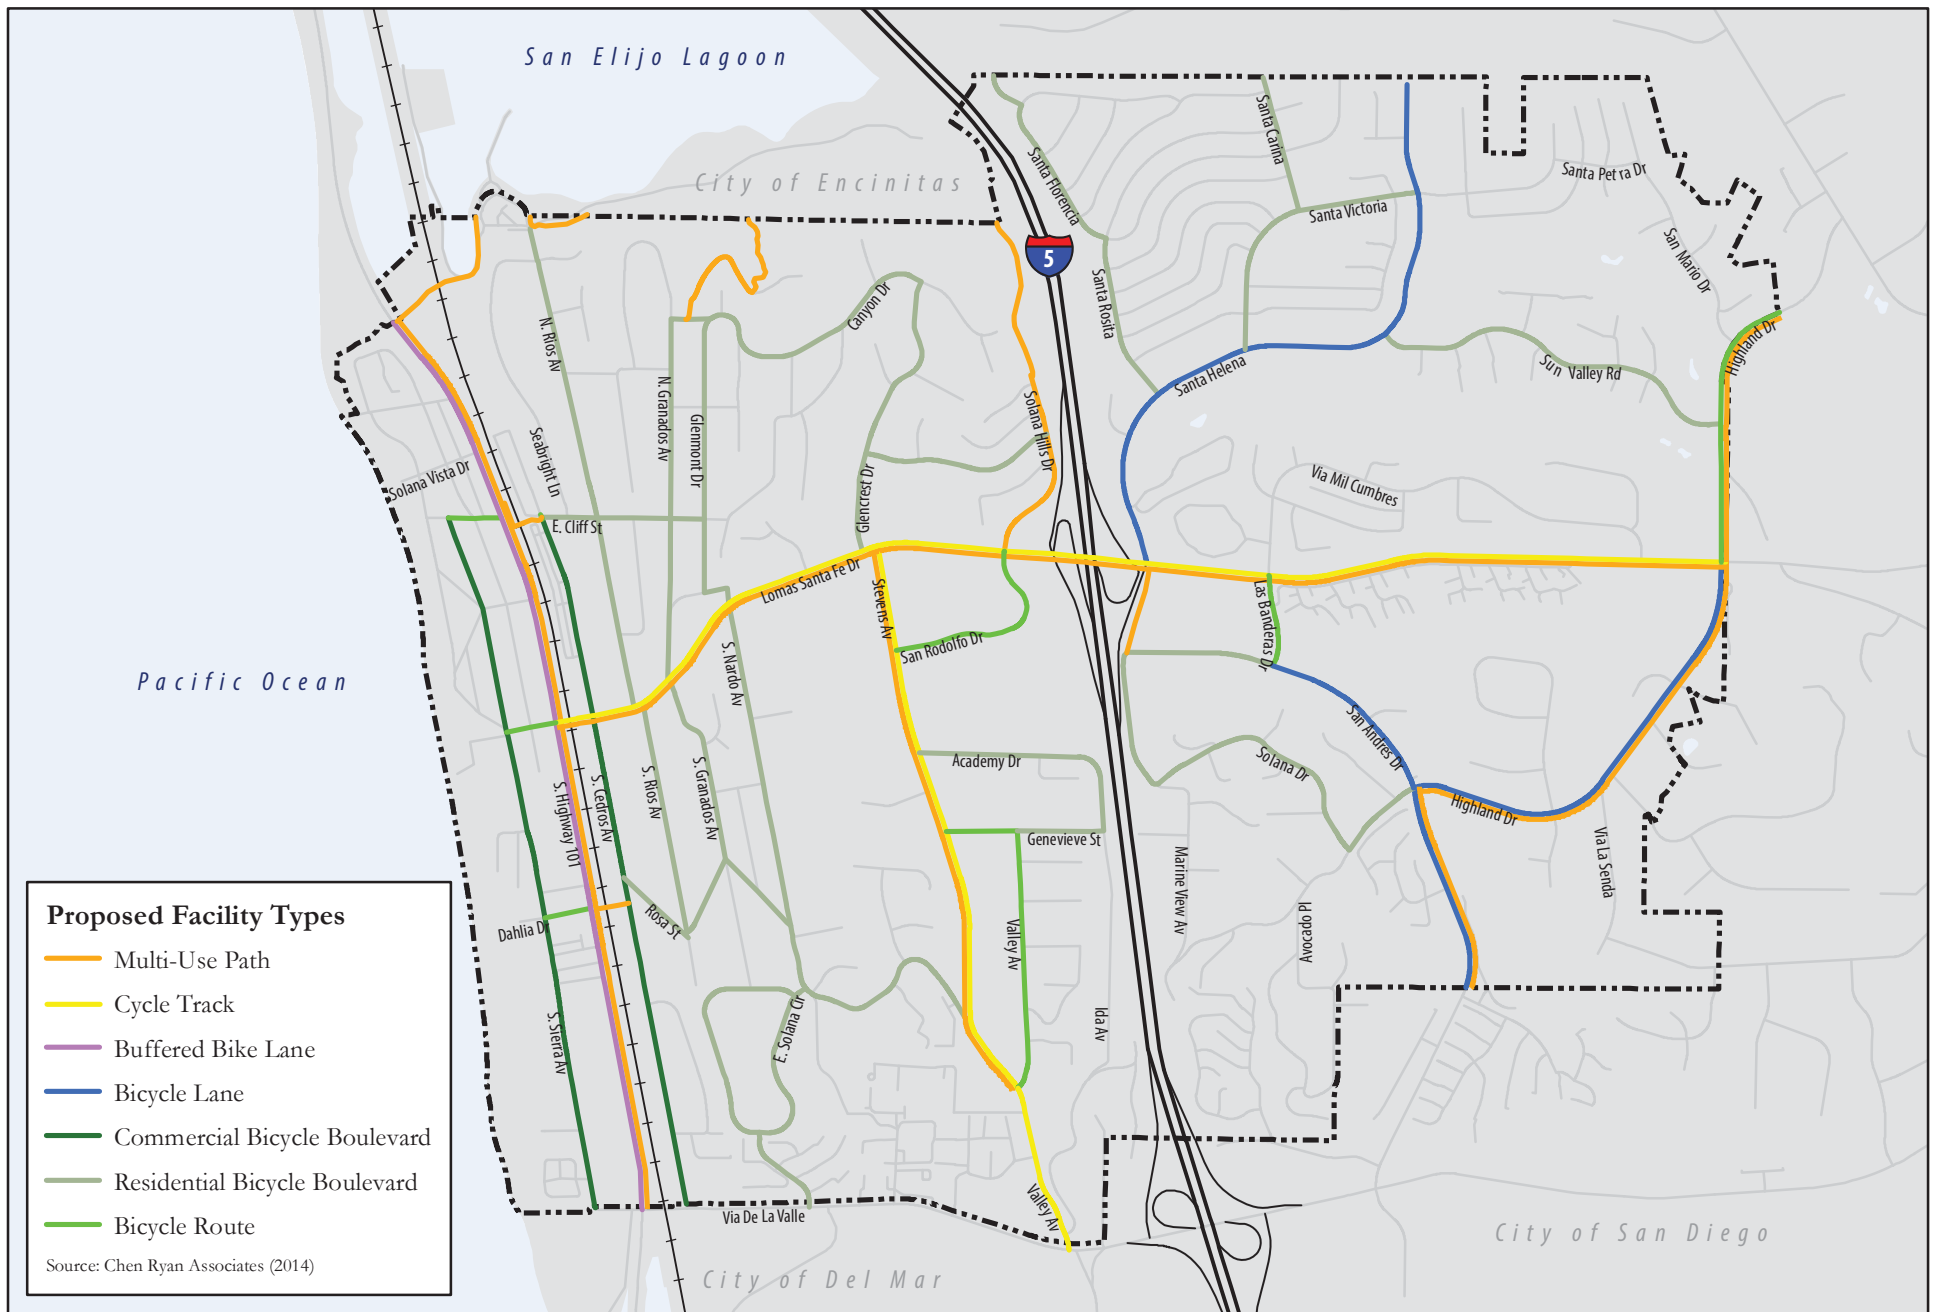 San Elijo Lagoon
City of Encinitas
5
Santa Florencia
Santa Carina
Santa Victoria
Santa Petra Dr
San Mario Dr
Santa Rosita
N. Rios Av
Canyon Dr
Highland Dr
Santa Helena
Sun Valley Rd
N. Granados Av
Glenmont Dr
Solana Hills Dr
Seabright Ln
Solana Vista Dr
Glencrest Dr
Via Mil Cumbres
E. Cliff St
Lomas Santa Fe Dr
Stevens Av
San Rodolfo Dr
Las Banderas Dr
Pacific Ocean
S. Nardo Av
San Andres Dr
Academy Dr
Solana Dr
S. Highway 101
S. Cedros Av
S. Rios Av
S. Granados Av
Highland Dr
Genevieve St
Marine View Av
Via La Senda
Rosa St
Dahlia Dr
Valley Av
Avocado Pl
S. Sierra Av
E. Solana Cir
Ida Av
Valley Av
Via De La Valle
City of San Diego
City of Del Mar
Proposed Facility Types
Multi-Use Path
Cycle Track
Buffered Bike Lane
Bicycle Lane
Commercial Bicycle Boulevard
Residential Bicycle Boulevard
Bicycle Route
Source: Chen Ryan Associates (2014)